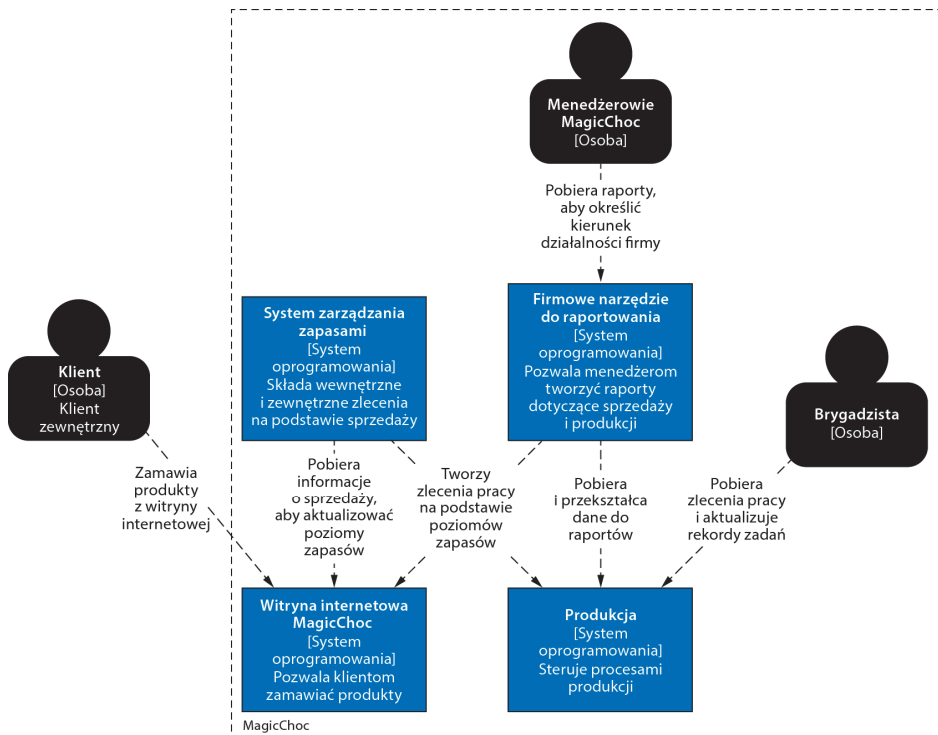 Menedżerowie
MagicChoc
[Osoba]
Pobiera raporty,
aby określić
kierunek
działalności firmy
System zarządzania
zapasami
[System
oprogramowania]
Składa wewnętrzne
i zewnętrzne zlecenia
na podstawie sprzedaży
Firmowe narzędzie
do raportowania
[System
oprogramowania]
Pozwala menedżerom
tworzyć raporty
dotyczące sprzedaży
i produkcji
Klient
[Osoba]
Klient
zewnętrzny
Brygadzista
[Osoba]
Zamawia
produkty
z witryny
internetowej
Pobiera
informacje
o sprzedaży,
aby aktualizować
poziomy
zapasów
Tworzy
zlecenia pracy
na podstawie
poziomów
zapasów
Pobiera
i przekształca
dane do
raportów
Pobiera
zlecenia pracy
i aktualizuje
rekordy zadań
Witryna internetowa
MagicChoc
[System
oprogramowania]
Pozwala klientom
zamawiać produkty
Produkcja
[System
oprogramowania]
Steruje procesami
produkcji
MagicChoc